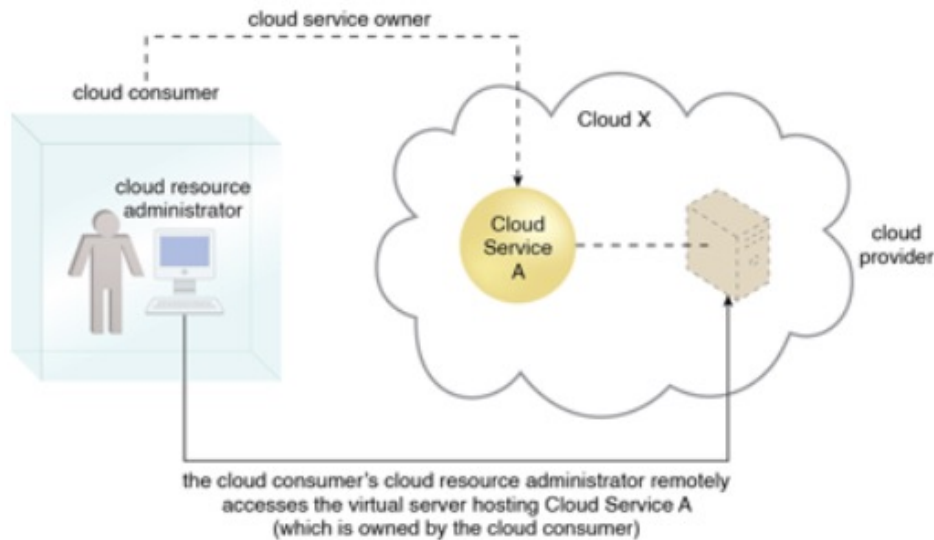 cloud service owner
cloud consumer
Cloud X
cloud resource
administrator
Cloud
Service
A
cloud
provider
the cloud consumer's cloud resource administrator remotely
accesses the virtual server hosting Cloud Service A
(which is owned by the cloud consumer)